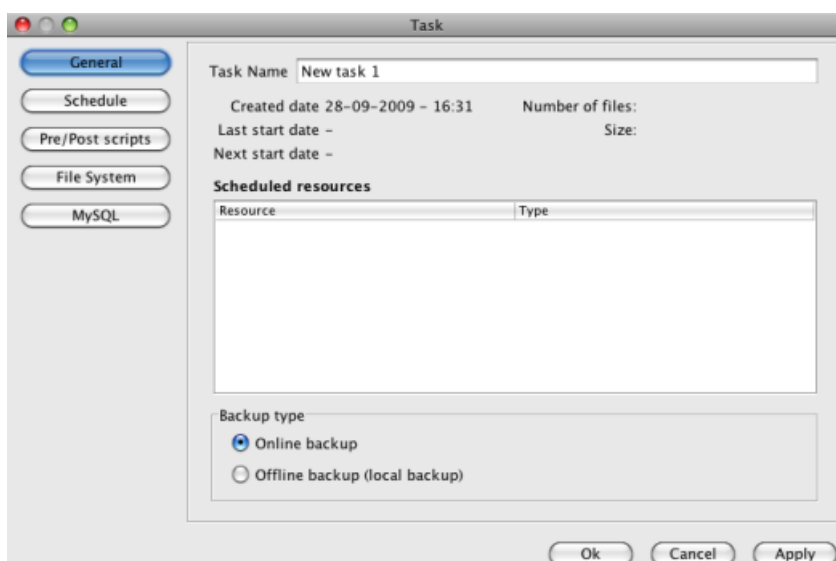 Task
General
Schedule
Pre/Post scripts
File System
MySQL
Task Name New task 1
Created date 28-09-2009 - 16:31 Number of files:
Last start date - Size:
Next start date -
Scheduled resources
Resource Type
Backup type
Online backup
Offline backup (local backup)
Ok Cancel Apply